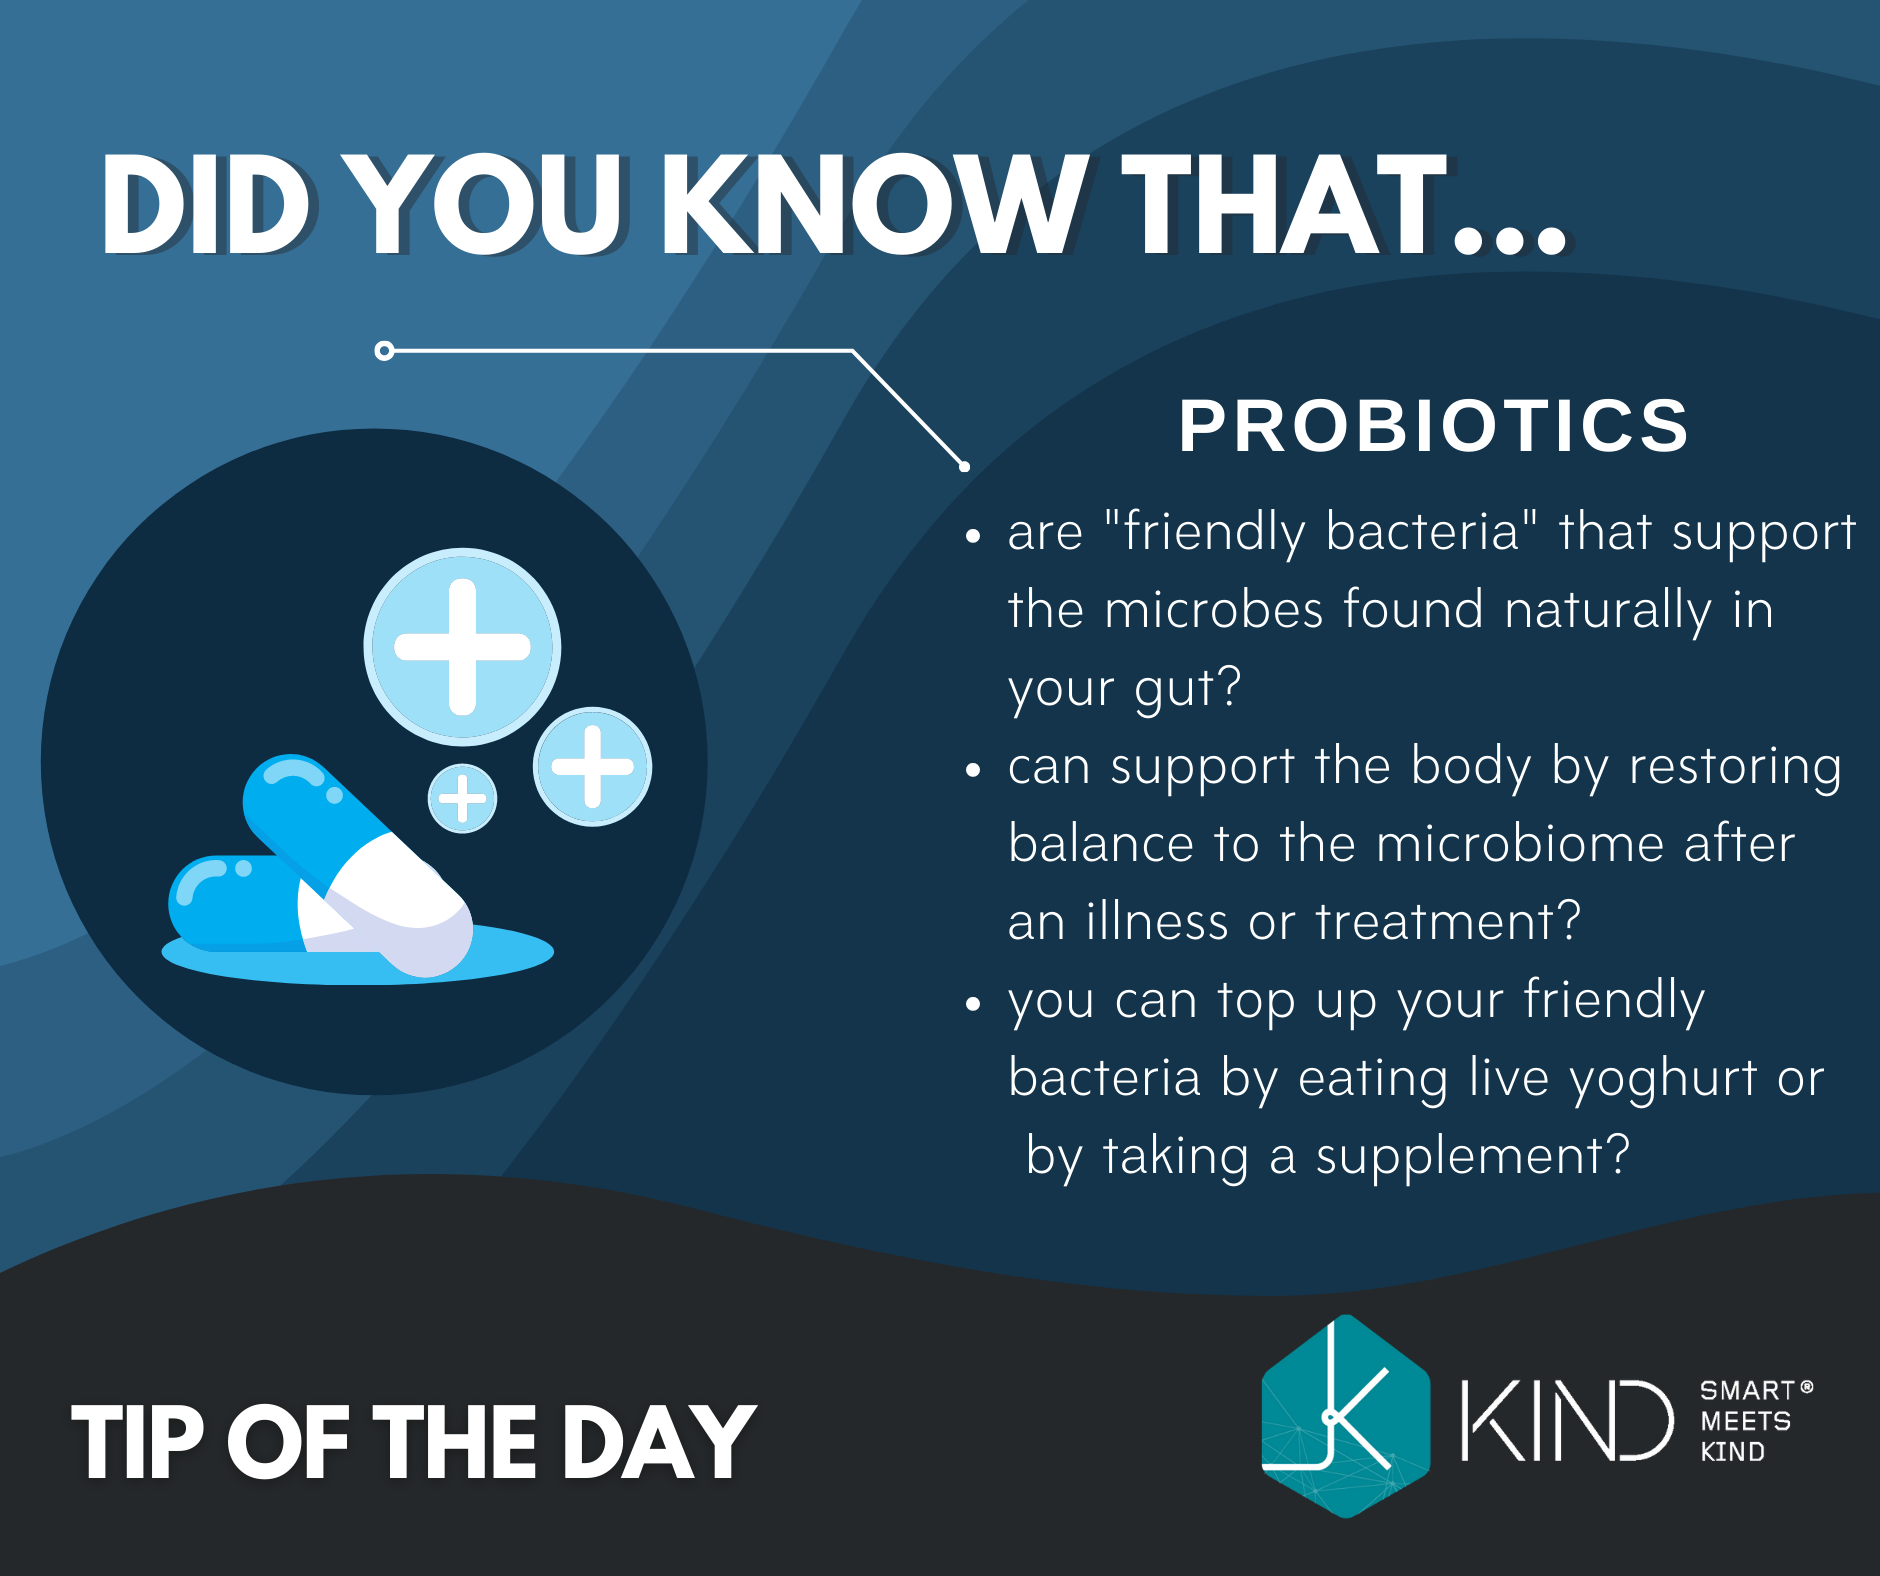 DID YOU KNOW THAT...
PROBIOTICS
• are "friendly bacteria" that support
the microbes found naturally in
your gut?
• can support the body by restoring
balance to the microbiome after
an illness or treatment?
• you can top up your friendly
bacteria by eating live yoghurt or
by taking a supplement?
TIP OF THE DAY
K
KIND
SMART®
MEETS
KIND